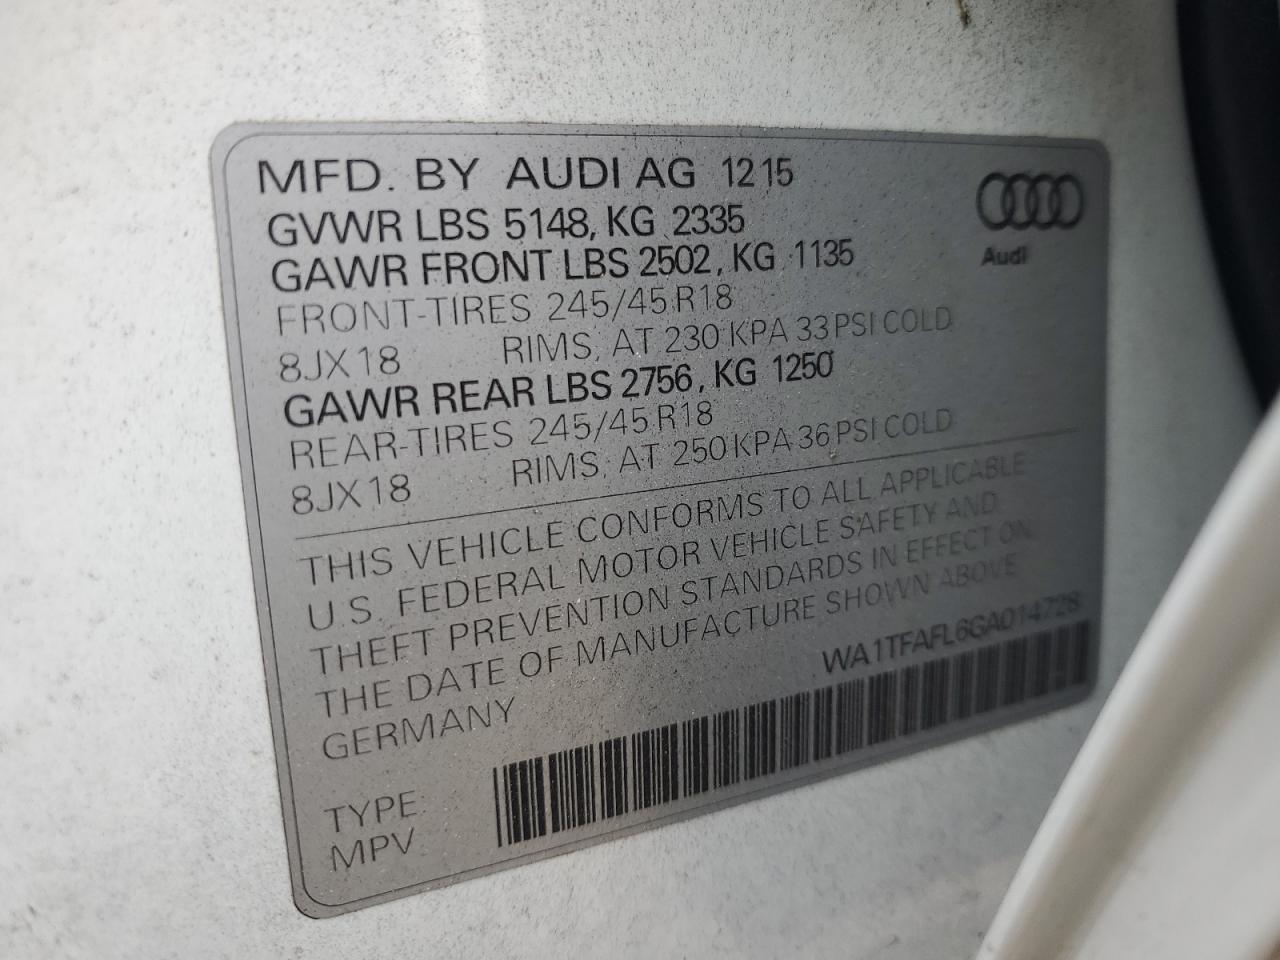 MFD. BY AUDI AG 12 15
GVWR LBS 5148, KG 2335
GAWR FRONT LBS 2502, KG 1135
FRONT-TIRES 245/45 R18
8JX18 RIMS, AT 230 KPA 33 PSI COLD
GAWR REAR LBS 2756, KG 1250
REAR-TIRES 245/45 R18
8JX18 RIMS, AT 250 KPA 36 PSI COLD
Audi
THIS VEHICLE CONFORMS TO ALL APPLICABLE
U.S. FEDERAL MOTOR VEHICLE SAFETY AND
THEFT PREVENTION STANDARDS IN EFFECT ON
THE DATE OF MANUFACTURE SHOWN ABOVE
GERMANY
WA1TFAFL6GA014728
TYPE:
MPV